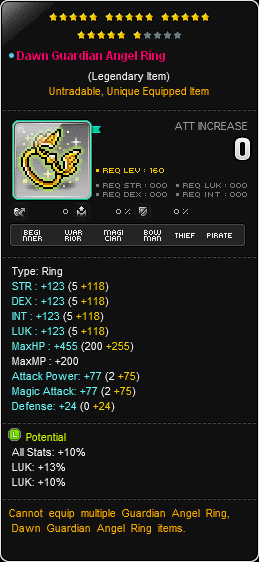 Dawn Guardian Angel Ring
(Legendary Item)
Untradable, Unique Equipped Item
ATT INCREASE
0
REQ LEV : 160
REQ STR : 000 REQ LUK : 000
REQ DEX : 000 REQ INT : 000
0 0 % 0 %
BEGINNER WARRIOR MAGICIAN BOWMAN THIEF PIRATE
Type: Ring
STR : +123 (5 +118)
DEX : +123 (5 +118)
INT : +123 (5 +118)
LUK : +123 (5 +118)
MaxHP : +455 (200 +255)
MaxMP : +200
Attack Power: +77 (2 +75)
Magic Attack: +77 (2 +75)
Defense: +24 (0 +24)
L Potential
All Stats: +10%
LUK: +13%
LUK: +10%
Cannot equip multiple Guardian Angel Ring,
Dawn Guardian Angel Ring items.